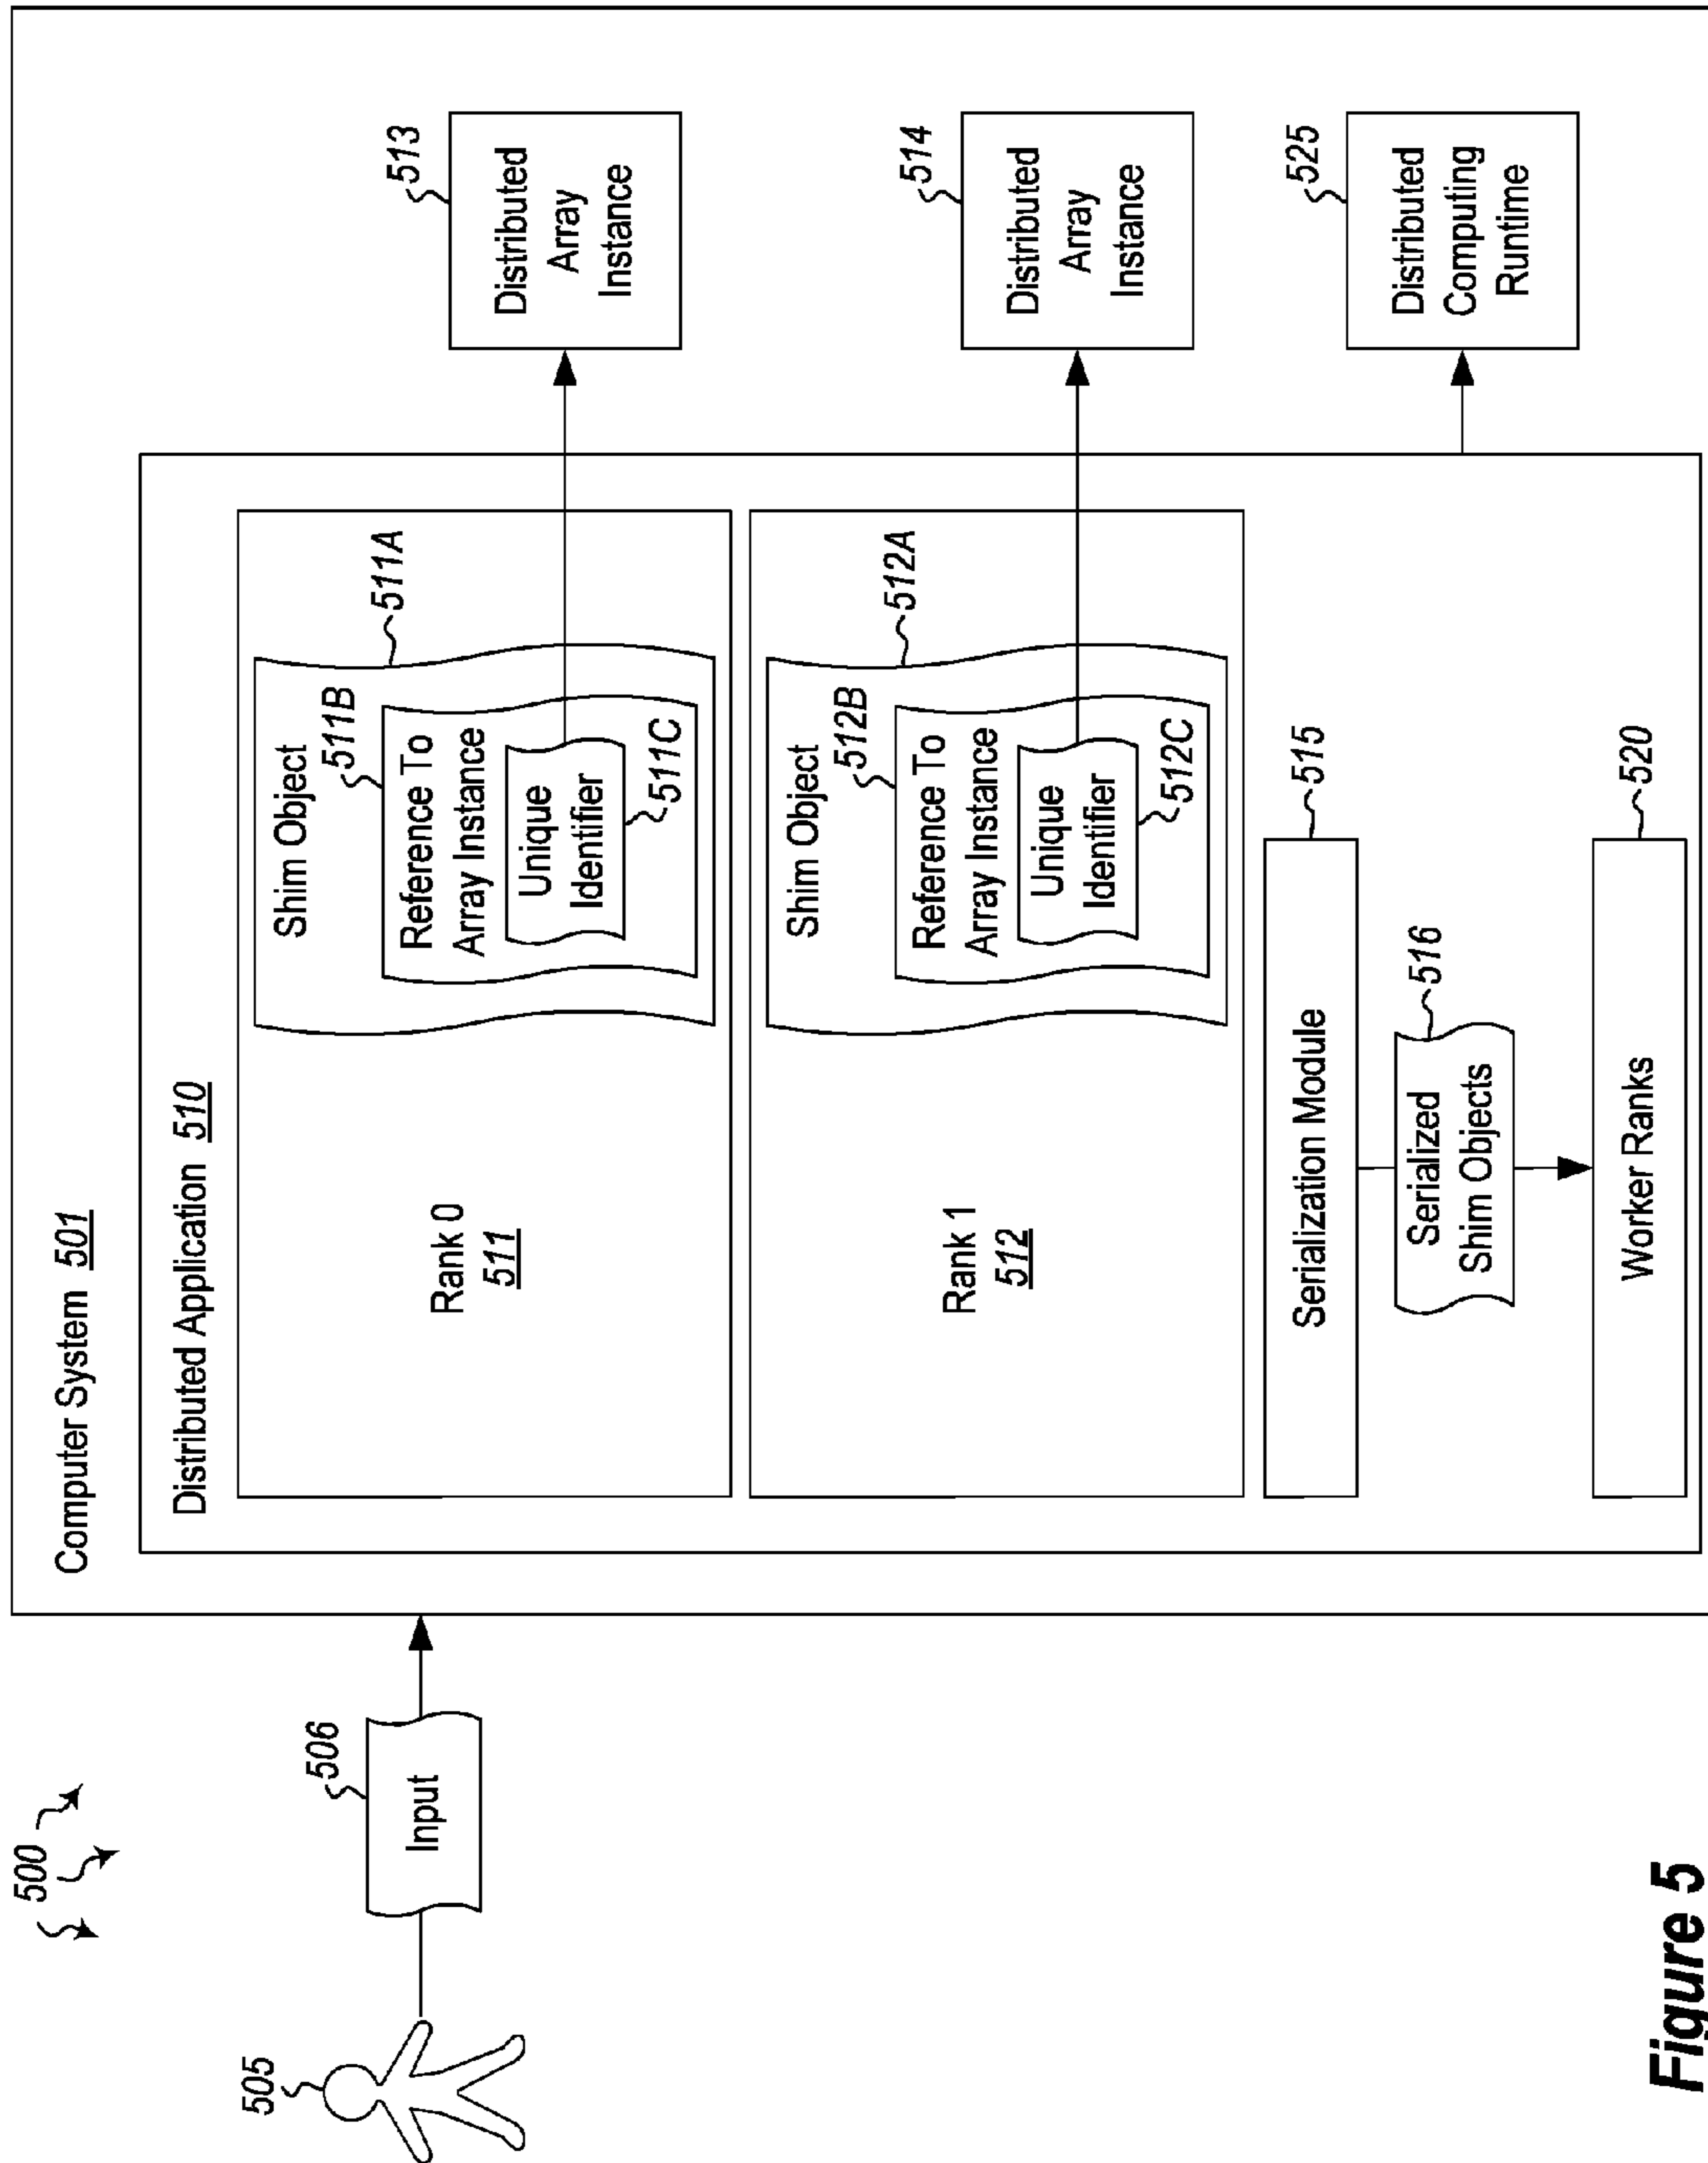 500
505
506
Input
Computer System 501
Distributed Application 510
Rank 0
511
Shim Object
511A
511B
Reference To
Array Instance
Unique
Identifier
511C
513
Distributed
Array
Instance
Rank 1
512
Shim Object
512A
512B
Reference To
Array Instance
Unique
Identifier
512C
514
Distributed
Array
Instance
Serialization Module
515
Serialized
Shim Objects
516
Worker Ranks
520
525
Distributed
Computing
Runtime
Figure 5